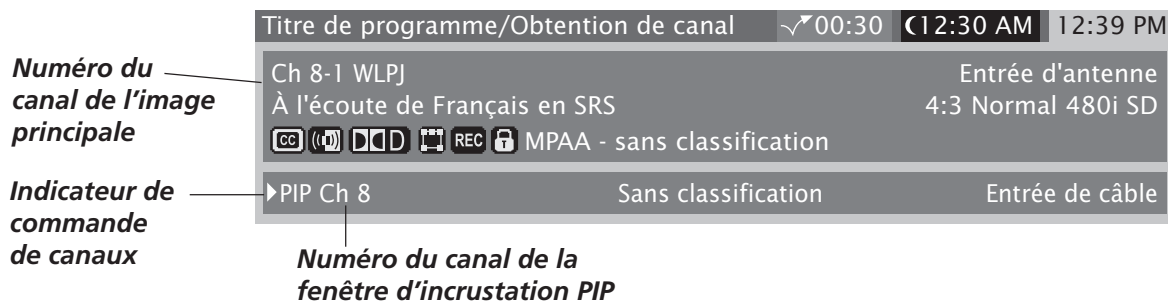 Titre de programme/Obtention de canal 00:30 12:30 AM 12:39 PM
Numéro du
canal de l'image
principale
Ch 8-1 WLPJ Entrée d'antenne
À l'écoute de Français en SRS 4:3 Normal 480i SD
CC REC MPAA - sans classification
Indicateur de
commande
de canaux
PIP Ch 8 Sans classification Entrée de câble
Numéro du canal de la
fenêtre d'incrustation PIP